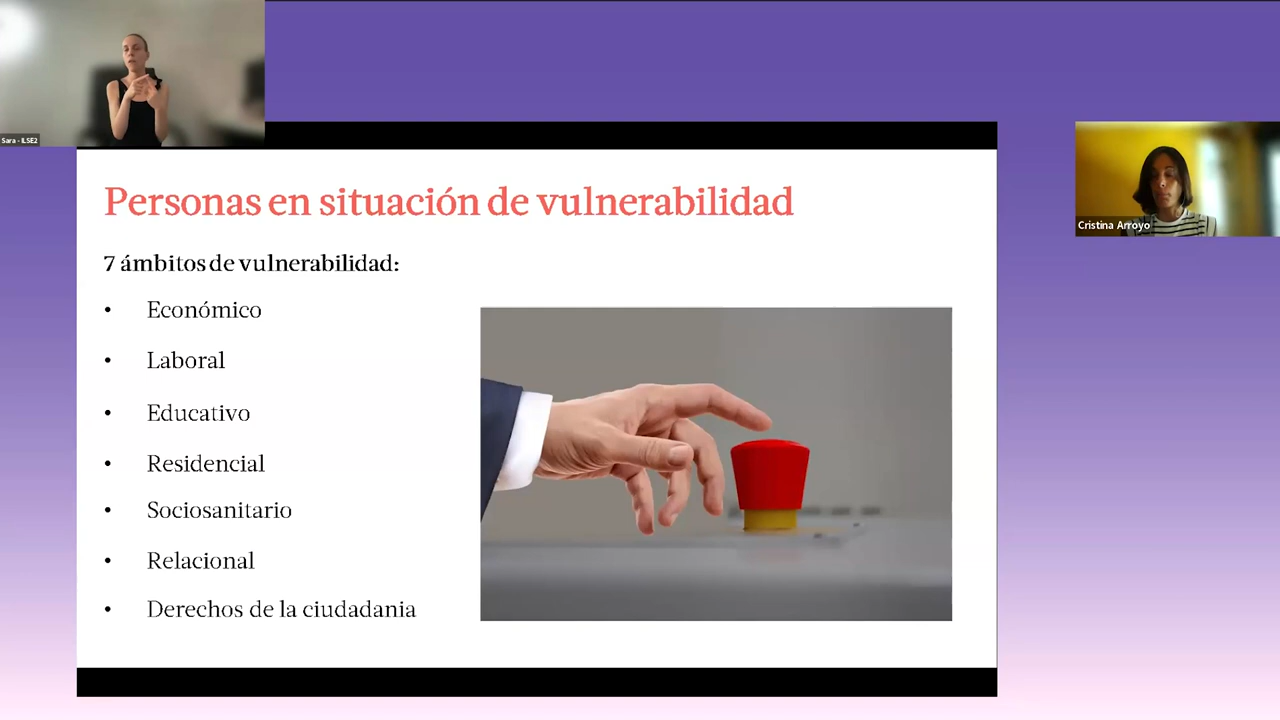 Sara - ILSE2
Personas en situación de vulnerabilidad
7 ámbitos de vulnerabilidad:
• Económico
• Laboral
• Educativo
• Residencial
• Sociosanitario
• Relacional
• Derechos de la ciudadania
Cristina Arroyo